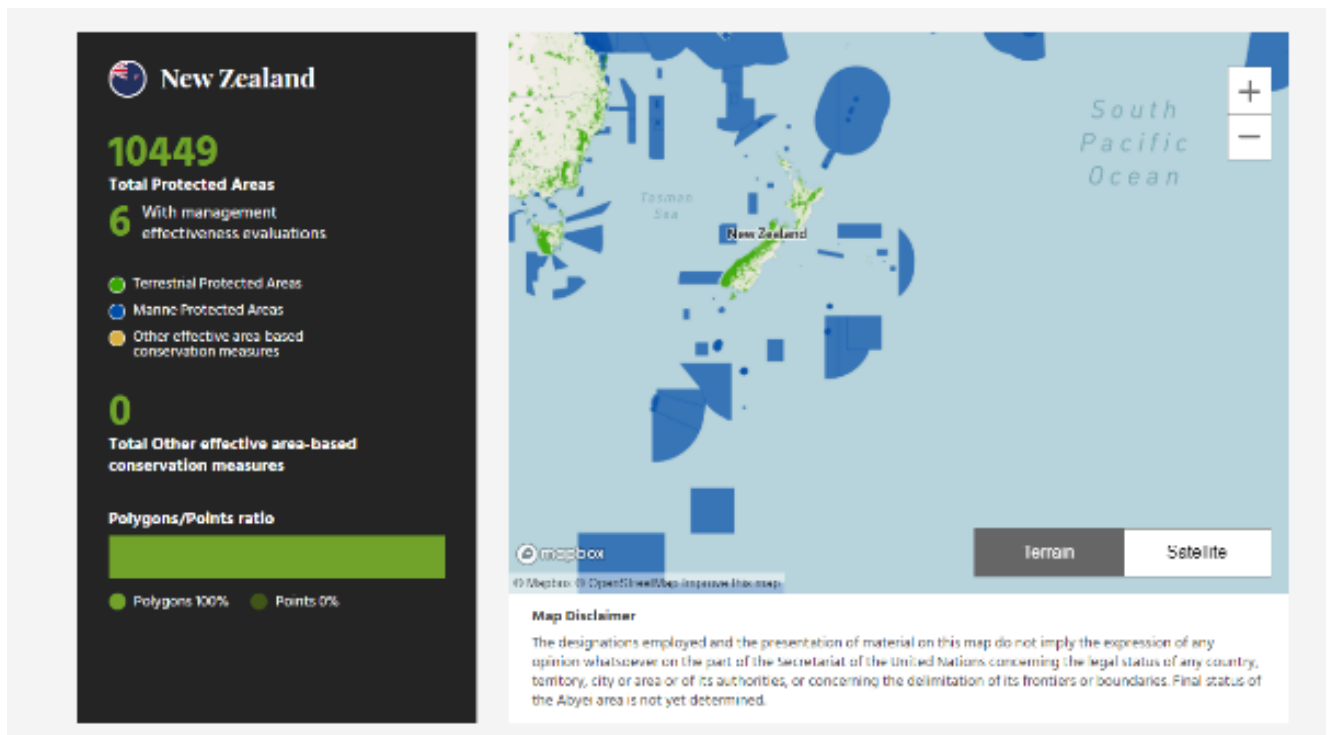 New Zealand
10449
Total Protected Areas
6 With management
effectiveness evaluations
Terrestrial Protected Areas
Marine Protected Areas
Other effective area-based
conservation measures
0
Total Other effective area-based
conservation measures
Polygons/Points ratio
Polygons 100% Points 0%
South
Pacific
Ocean
Tasman
Sea
New Zealand
+
−
mapbox
Terrain Satellite
© Mapbox © OpenStreetMap Improve this map
Map Disclaimer
The designations employed and the presentation of material on this map do not imply the expression of any
opinion whatsoever on the part of the Secretariat of the United Nations concerning the legal status of any country,
territory, city or area or of its authorities, or concerning the delimitation of its frontiers or boundaries. Final status of
the Abyei area is not yet determined.